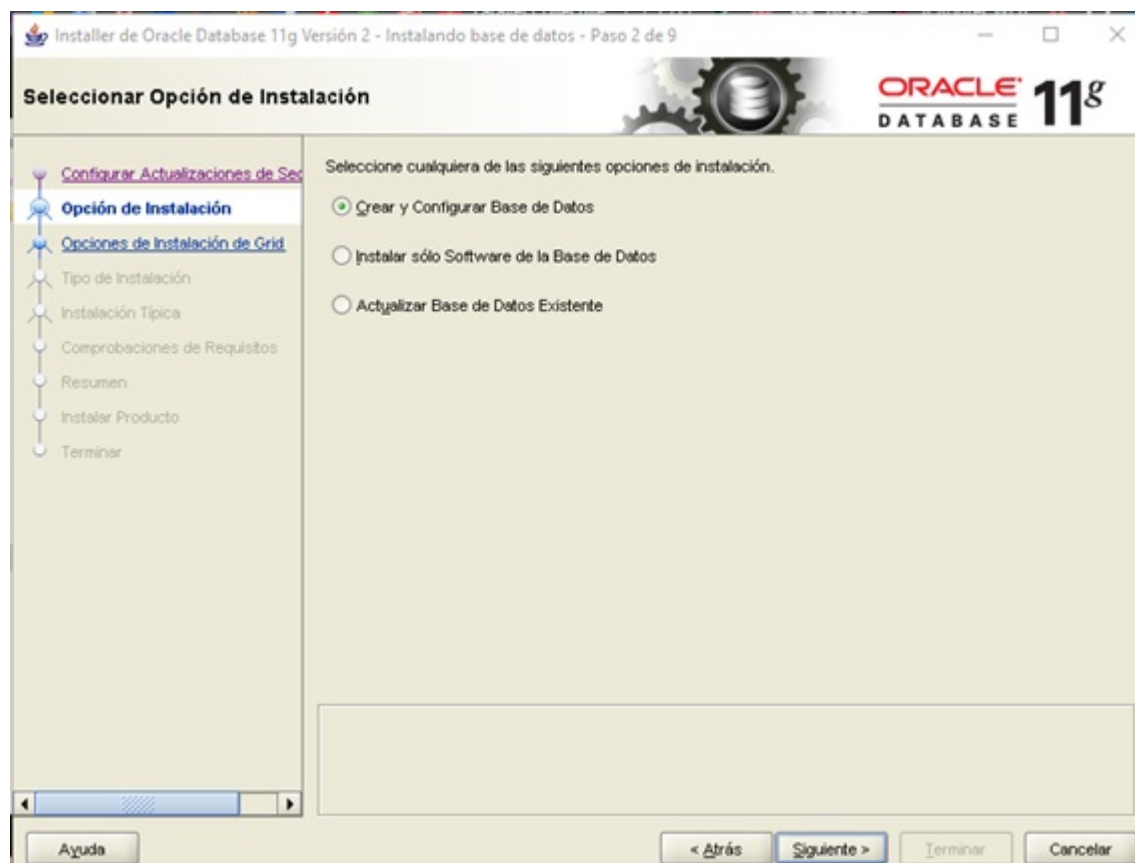 Installer de Oracle Database 11g Versión 2 - Instalando base de datos - Paso 2 de 9
Seleccionar Opción de Instalación
ORACLE
DATABASE
11g
Configurar Actualizaciones de Sec
Opción de Instalación
Opciones de Instalación de Grid
Tipo de Instalación
Instalación Típica
Comprobaciones de Requisitos
Resumen
Instalar Producto
Terminar
Seleccione cualquiera de las siguientes opciones de instalación.
Crear y Configurar Base de Datos
Instalar sólo Software de la Base de Datos
Actualizar Base de Datos Existente
Ayuda
< Atrás
Siguiente >
Terminar
Cancelar